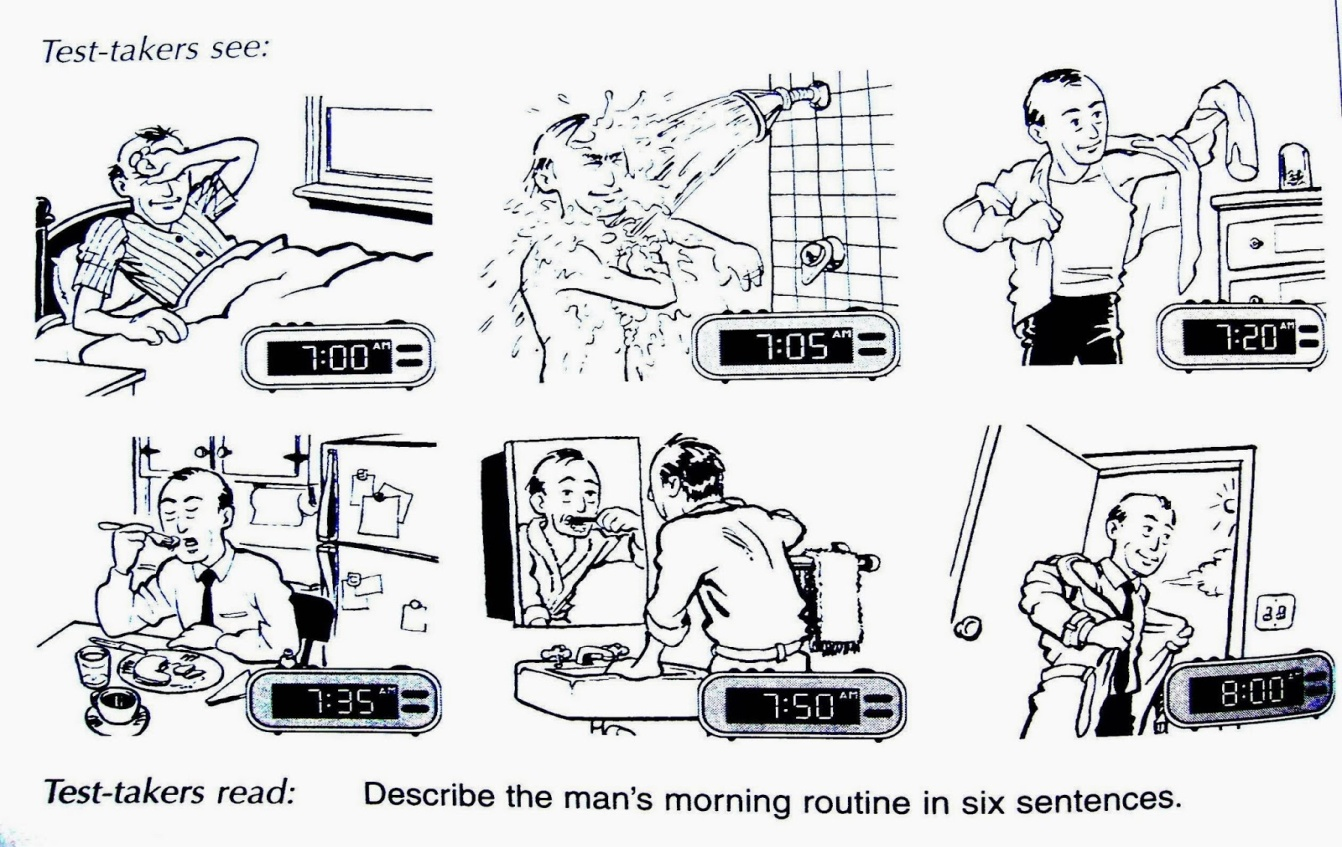 Test-takers see:
7:00 AM
7:05 AM
7:20 AM
7:35 AM
7:50 AM
8:00 AM
Test-takers read: Describe the man's morning routine in six sentences.